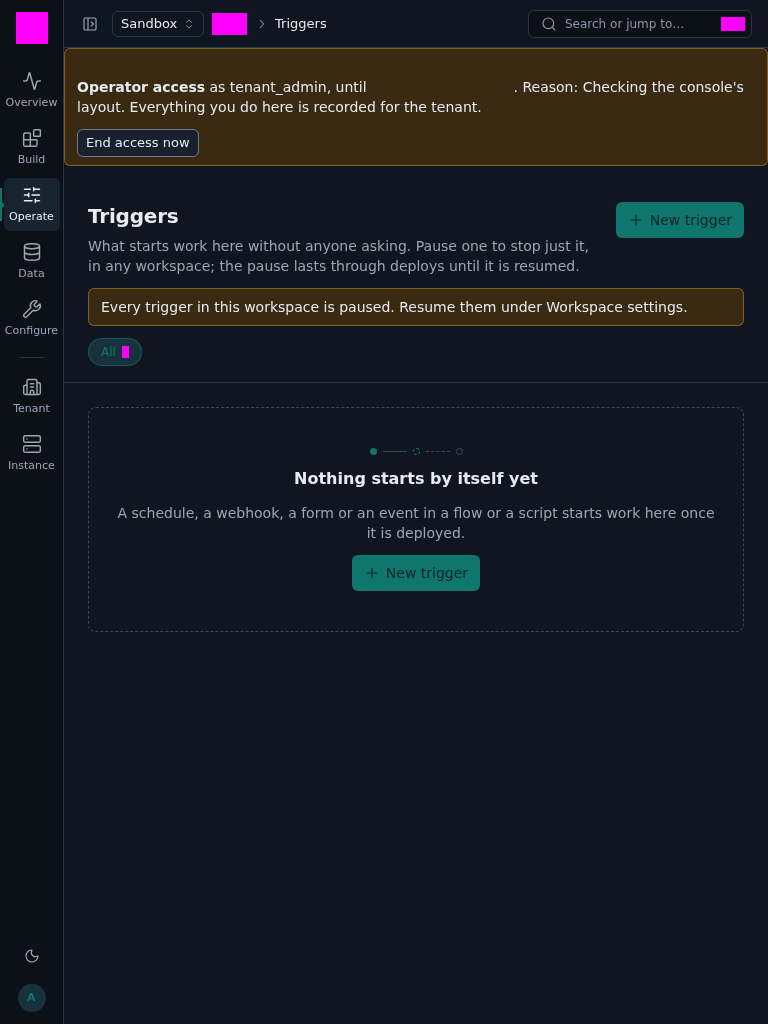 Sandbox
Triggers
Search or jump to…
Overview
Build
Operate
Data
Configure
Tenant
Instance
A
Operator access as tenant_admin, until . Reason: Checking the console's
layout. Everything you do here is recorded for the tenant.
End access now
Triggers
New trigger
What starts work here without anyone asking. Pause one to stop just it,
in any workspace; the pause lasts through deploys until it is resumed.
Every trigger in this workspace is paused. Resume them under Workspace settings.
All
Nothing starts by itself yet
A schedule, a webhook, a form or an event in a flow or a script starts work here once
it is deployed.
New trigger